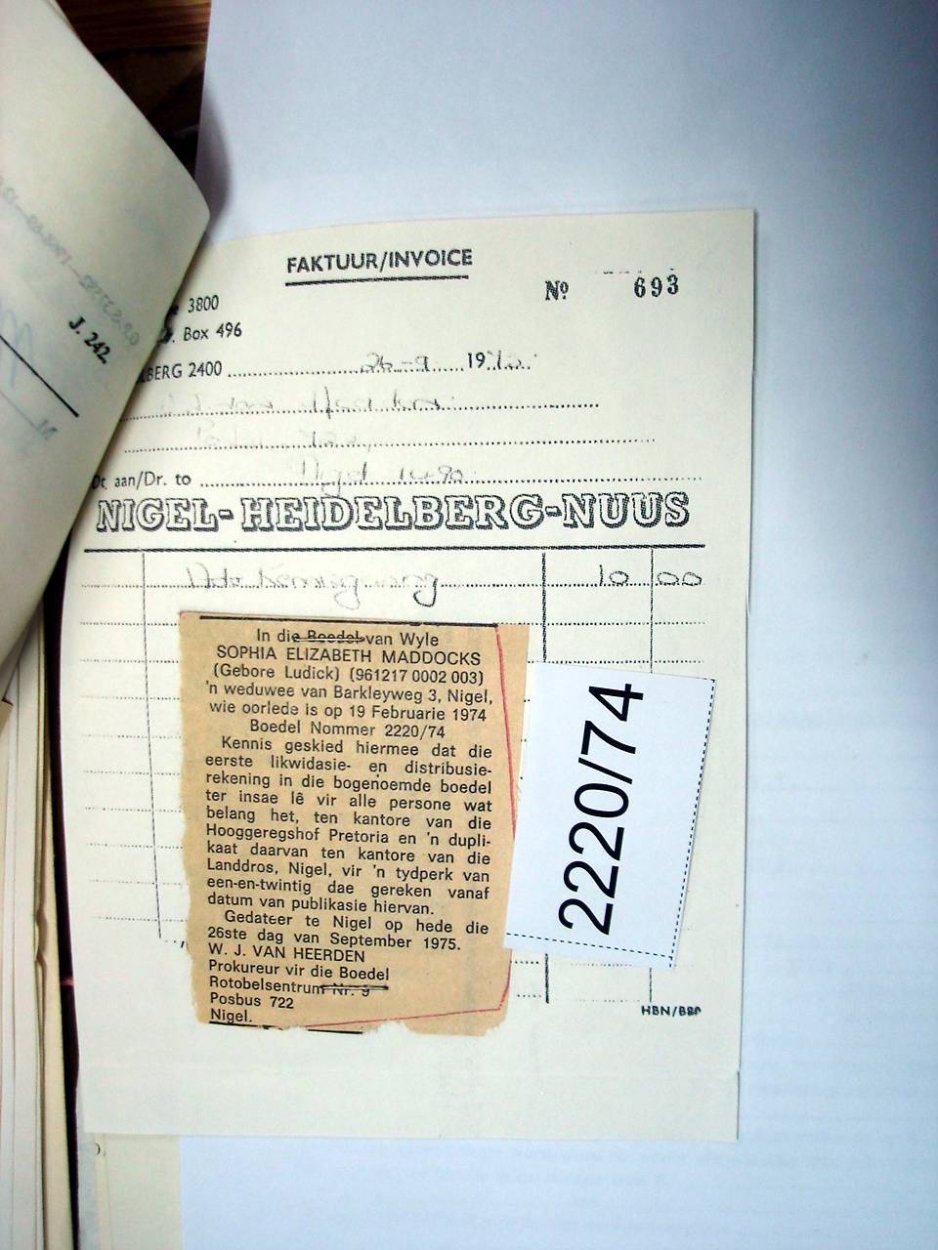 FAKTUUR/INVOICE
Nº 693
3800
Box 496
BERG 2400 19
J. 242
aan/Dr. to
NIGEL-HEIDELBERG-NUUS
10 00
In die Boedel van Wyle
SOPHIA ELIZABETH MADDOCKS
(Gebore Ludick) (961217 0002 003)
'n weduwee van Barkleyweg 3, Nigel,
wie oorlede is op 19 Februarie 1974
Boedel Nommer 2220/74
Kennis geskied hiermee dat die
eerste likwidasie- en distribusie-
rekening in die bogenoemde boedel
ter insae lê vir alle persone wat
belang het, ten kantore van die
Hooggeregshof Pretoria en 'n dupli-
kaat daarvan ten kantore van die
Landdros, Nigel, vir 'n tydperk van
een-en-twintig dae gereken vanaf
datum van publikasie hiervan.
Gedateer te Nigel op hede die
26ste dag van September 1975.
W. J. VAN HEERDEN
Prokureur vir die Boedel
Rotobelsentrum Nr. 9
Posbus 722
Nigel.
2220/74
HBN/BBP